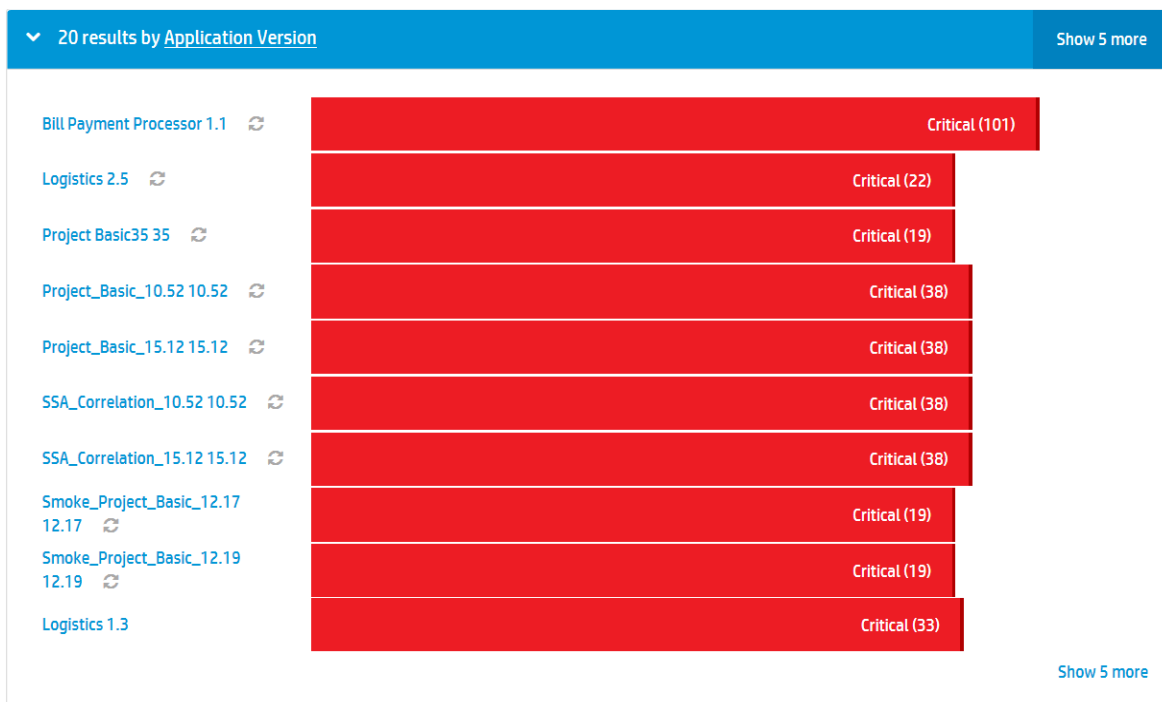 20 results by Application Version
Show 5 more
Bill Payment Processor 1.1
Critical (101)
Logistics 2.5
Critical (22)
Project Basic35 35
Critical (19)
Project_Basic_10.52 10.52
Critical (38)
Project_Basic_15.12 15.12
Critical (38)
SSA_Correlation_10.52 10.52
Critical (38)
SSA_Correlation_15.12 15.12
Critical (38)
Smoke_Project_Basic_12.17
12.17
Critical (19)
Smoke_Project_Basic_12.19
12.19
Critical (19)
Logistics 1.3
Critical (33)
Show 5 more